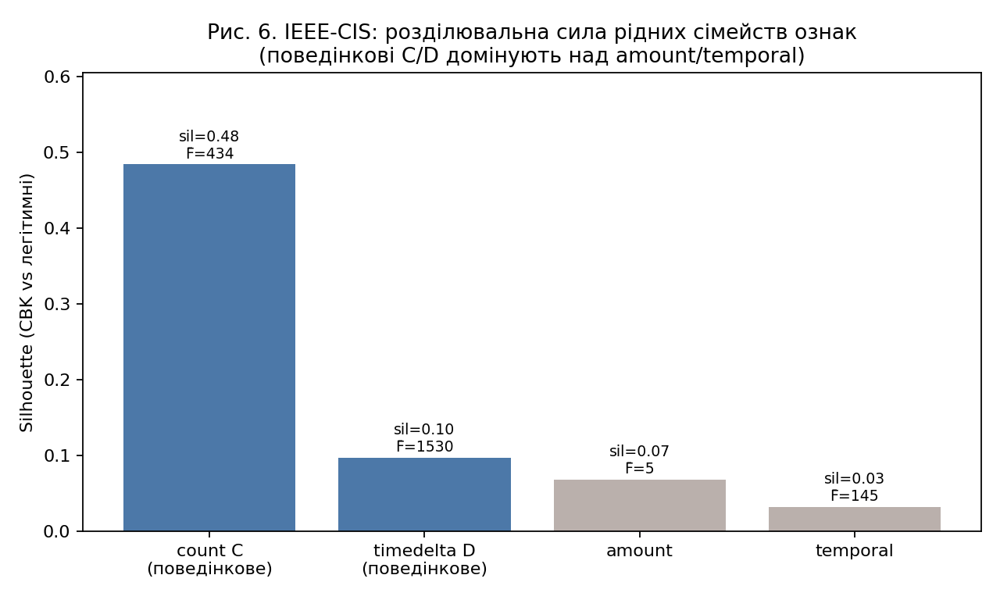 Рис. 6. IEEE-CIS: розділювальна сила рідних сімейств ознак
(поведінкові C/D домінують над amount/temporal)
Silhouette (СВК vs легітимні)
0.6
0.5
0.4
0.3
0.2
0.1
0.0
sil=0.48
F̄=434
sil=0.10
F̄=1530
sil=0.07
F̄=5
sil=0.03
F̄=145
count C
(поведінкове)
timedelta D
(поведінкове)
amount
temporal